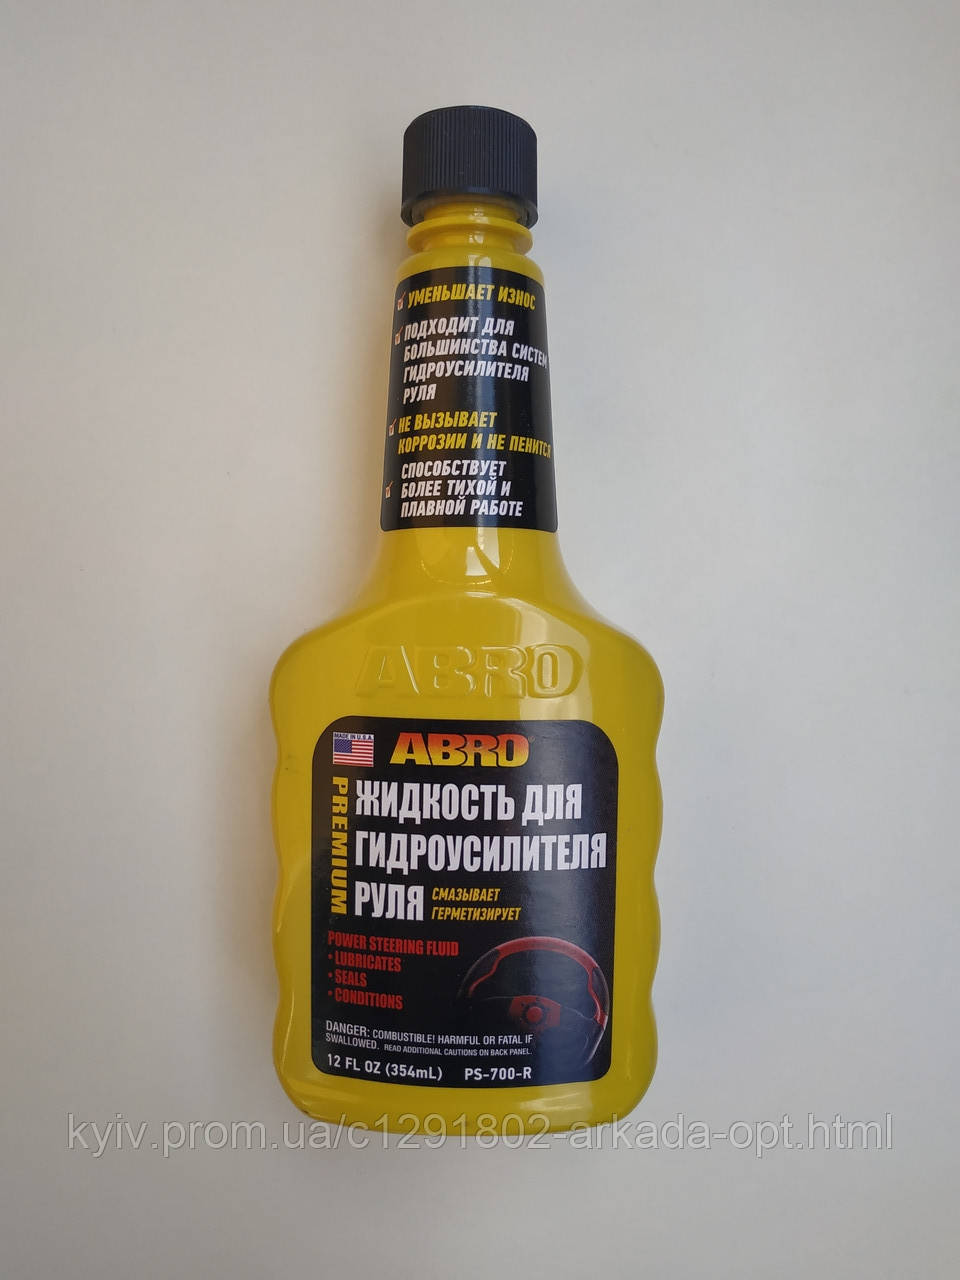 УМЕНЬШАЕТ ИЗНОС
ПОДХОДИТ ДЛЯ
БОЛЬШИНСТВА СИСТЕМ
ГИДРОУСИЛИТЕЛЯ
РУЛЯ
НЕ ВЫЗЫВАЕТ
КОРРОЗИИ И НЕ ПЕНИТСЯ
СПОСОБСТВУЕТ
БОЛЕЕ ТИХОЙ И
ПЛАВНОЙ РАБОТЕ
ABRO
MADE IN U.S.A.
ABRO
PREMIUM
ЖИДКОСТЬ ДЛЯ
ГИДРОУСИЛИТЕЛЯ
РУЛЯ
СМАЗЫВАЕТ
ГЕРМЕТИЗИРУЕТ
POWER STEERING FLUID
• LUBRICATES
• SEALS
• CONDITIONS
DANGER: COMBUSTIBLE! HARMFUL OR FATAL IF
SWALLOWED. READ ADDITIONAL CAUTIONS ON BACK PANEL.
12 FL OZ (354mL) PS-700-R
kyiv.prom.ua/c1291802-arkada-opt.html